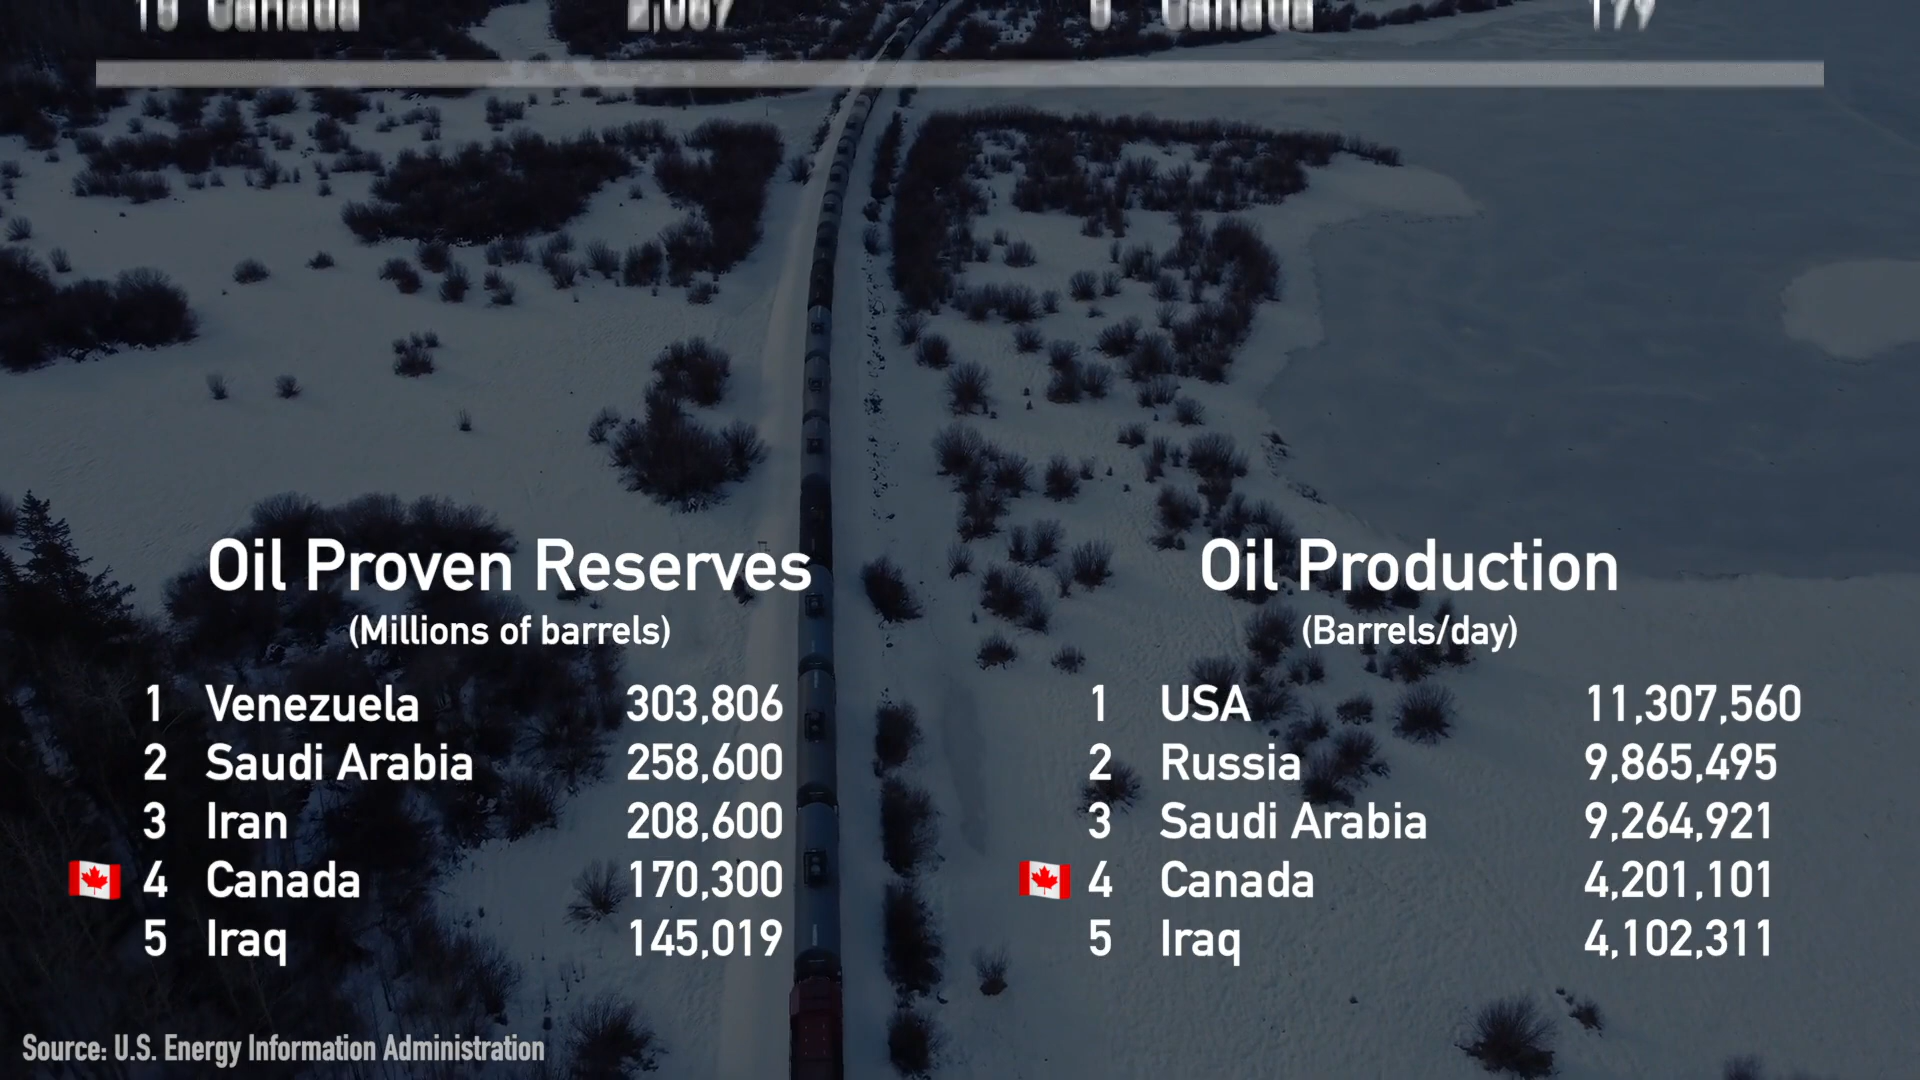 Canada Canada
Oil Proven Reserves
(Millions of barrels)
1 Venezuela 303,806
2 Saudi Arabia 258,600
3 Iran 208,600
4 Canada 170,300
5 Iraq 145,019
Oil Production
(Barrels/day)
1 USA 11,307,560
2 Russia 9,865,495
3 Saudi Arabia 9,264,921
4 Canada 4,201,101
5 Iraq 4,102,311
Source: U.S. Energy Information Administration